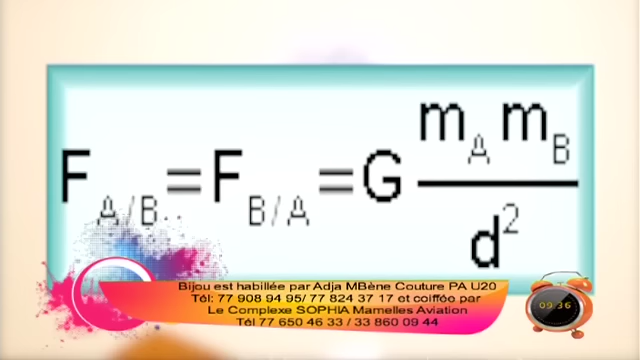 F A/B = F B/A = G m A m B / d²
Bijou est habillée par Adja MBène Couture PA U20
Tél: 77 908 94 95/ 77 824 37 17 et coiffée par
Le Complexe SOPHIA Mamelles Aviation
Tél 77 650 46 33 / 33 860 09 44
09:36